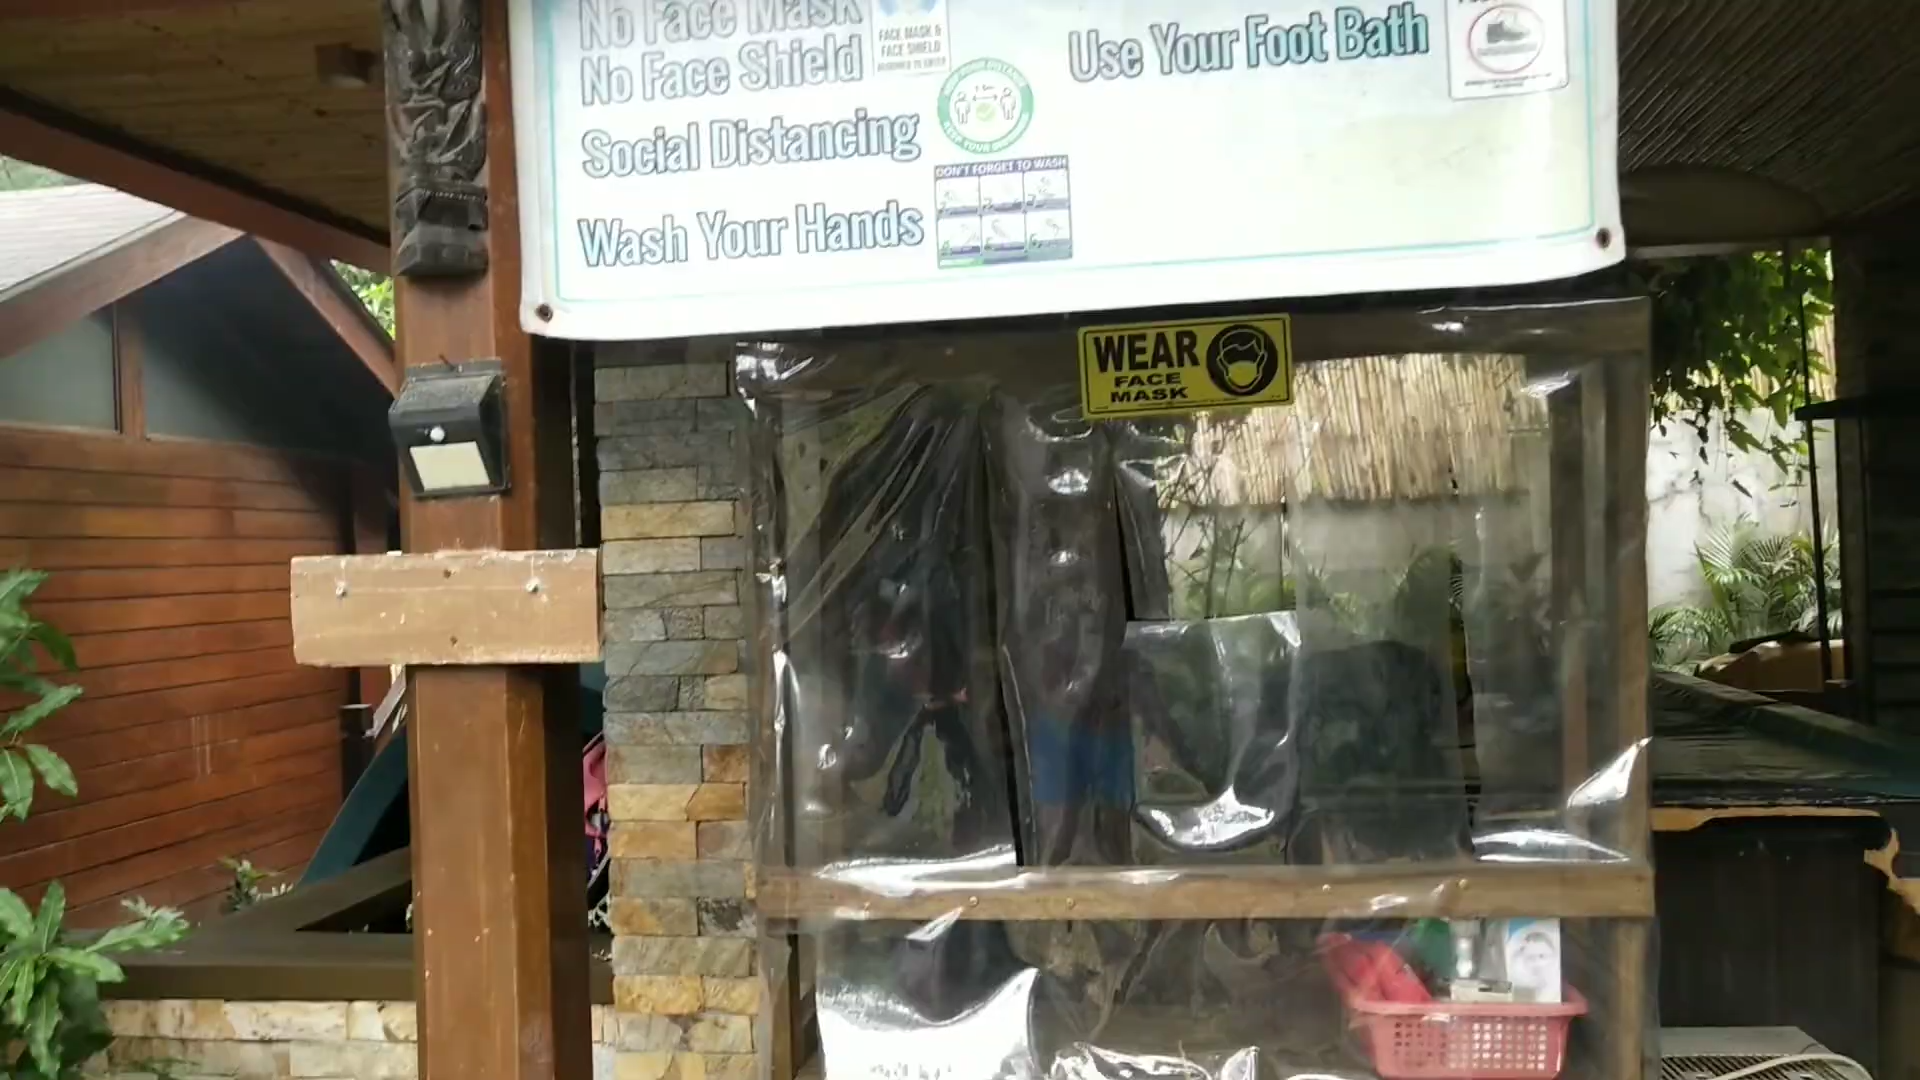 No Face Mask
No Face Shield
FACE MASK &
FACE SHIELD
Social Distancing
Wash Your Hands
DON'T FORGET TO WASH
Use Your Foot Bath
WEAR
FACE
MASK